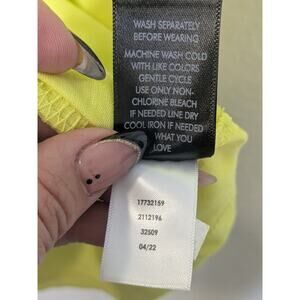 WASH SEPARATELY
BEFORE WEARING
MACHINE WASH COLD
WITH LIKE COLORS
GENTLE CYCLE
USE ONLY NON-
CHLORINE BLEACH
IF NEEDED LINE DRY
COOL IRON IF NEEDED
WHAT YOU
LOVE
17732159
2112196
32509
04/22